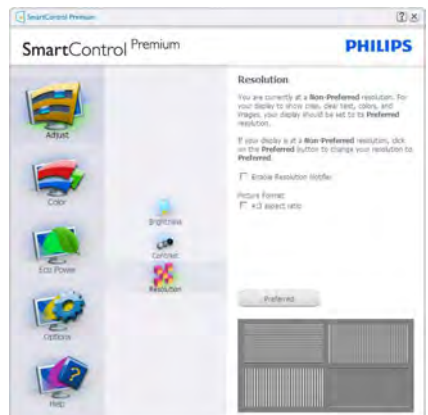 SmartControl Premium
SmartControl Premium
PHILIPS
Adjust
Color
Eco Power
Options
Help
Brightness
Contrast
Resolution
Resolution
You are currently at a Non-Preferred resolution. For
your display to show crisp, clear text, colors, and
images, your display should be set to its Preferred
resolution.
If your display is at a Non-Preferred resolution, click
on the Preferred button to change your resolution to
Preferred.
Enable Resolution Notifier
Picture Format
4:3 aspect ratio
Preferred